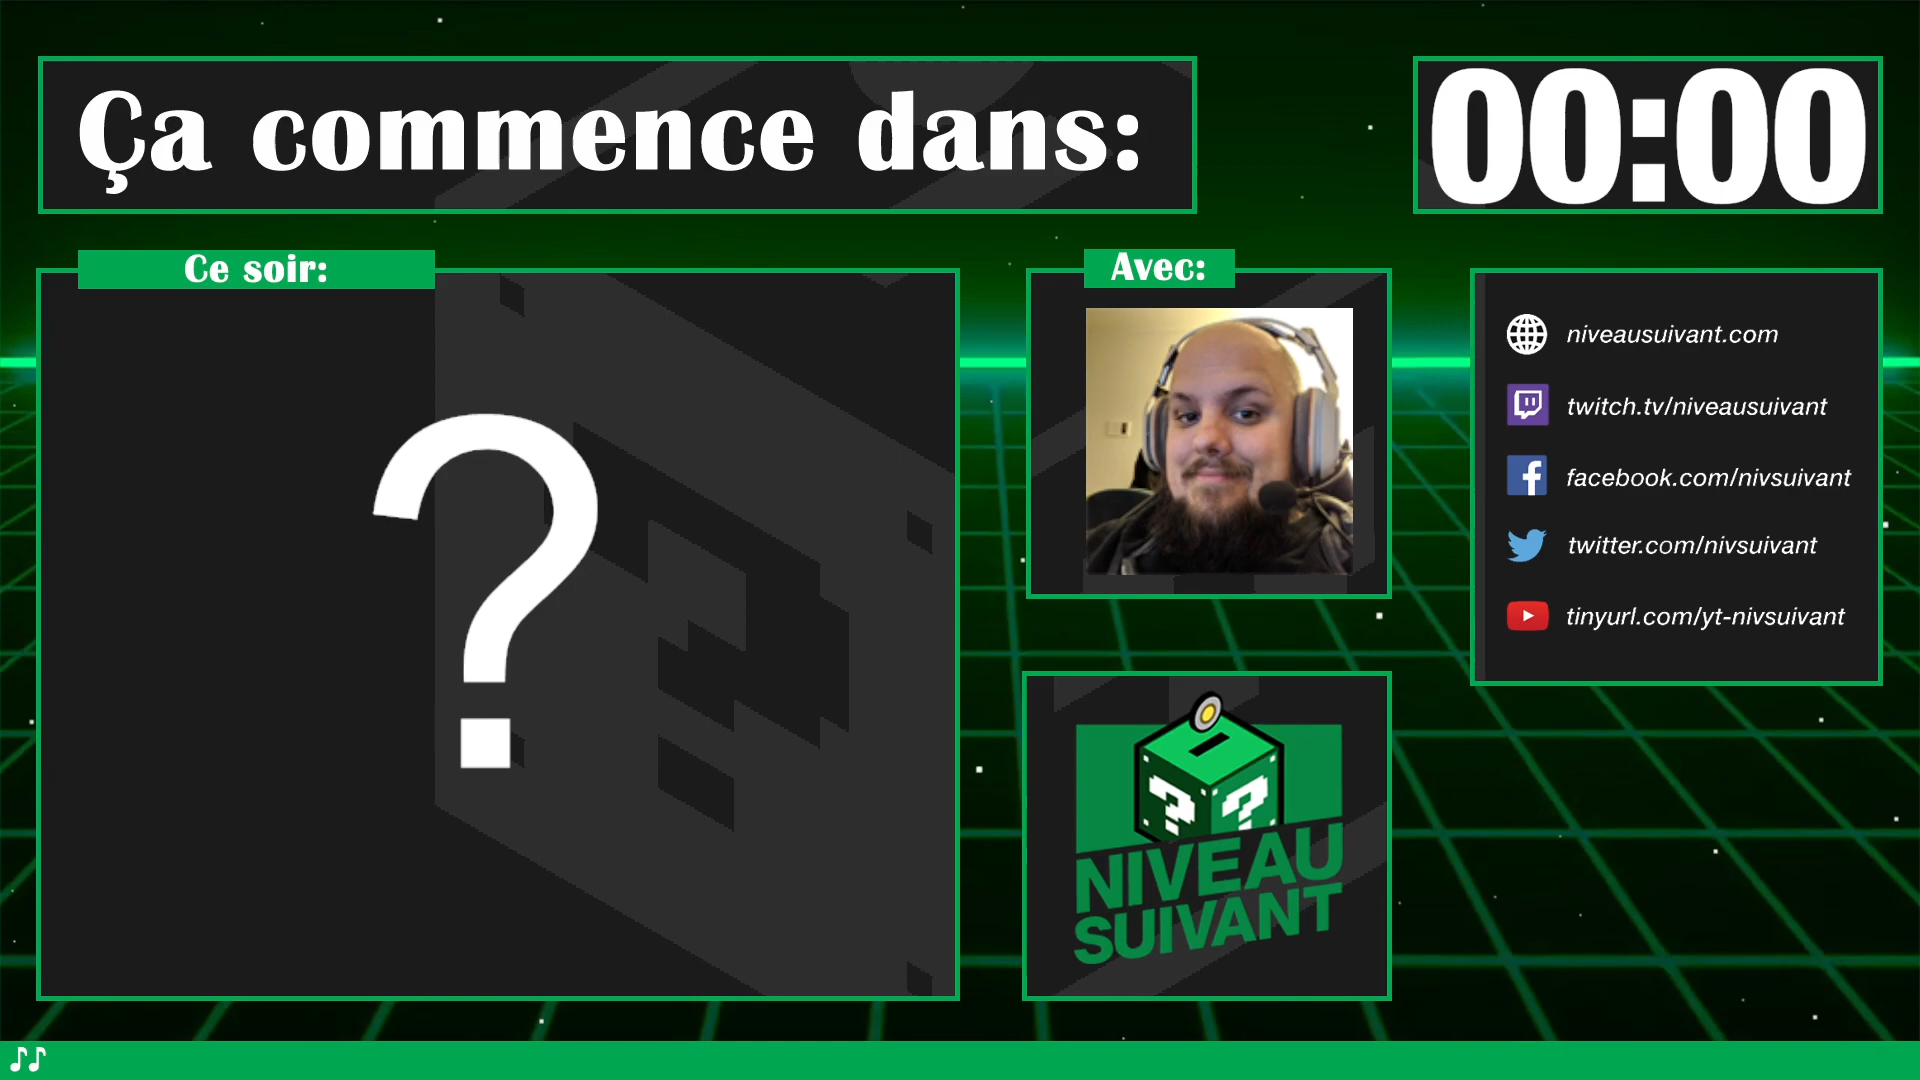 Ça commence dans:
00:00
Ce soir:
?
Avec:
niveausuivant.com
twitch.tv/niveausuivant
facebook.com/nivsuivant
twitter.com/nivsuivant
tinyurl.com/yt-nivsuivant
? ?
NIVEAU
SUIVANT